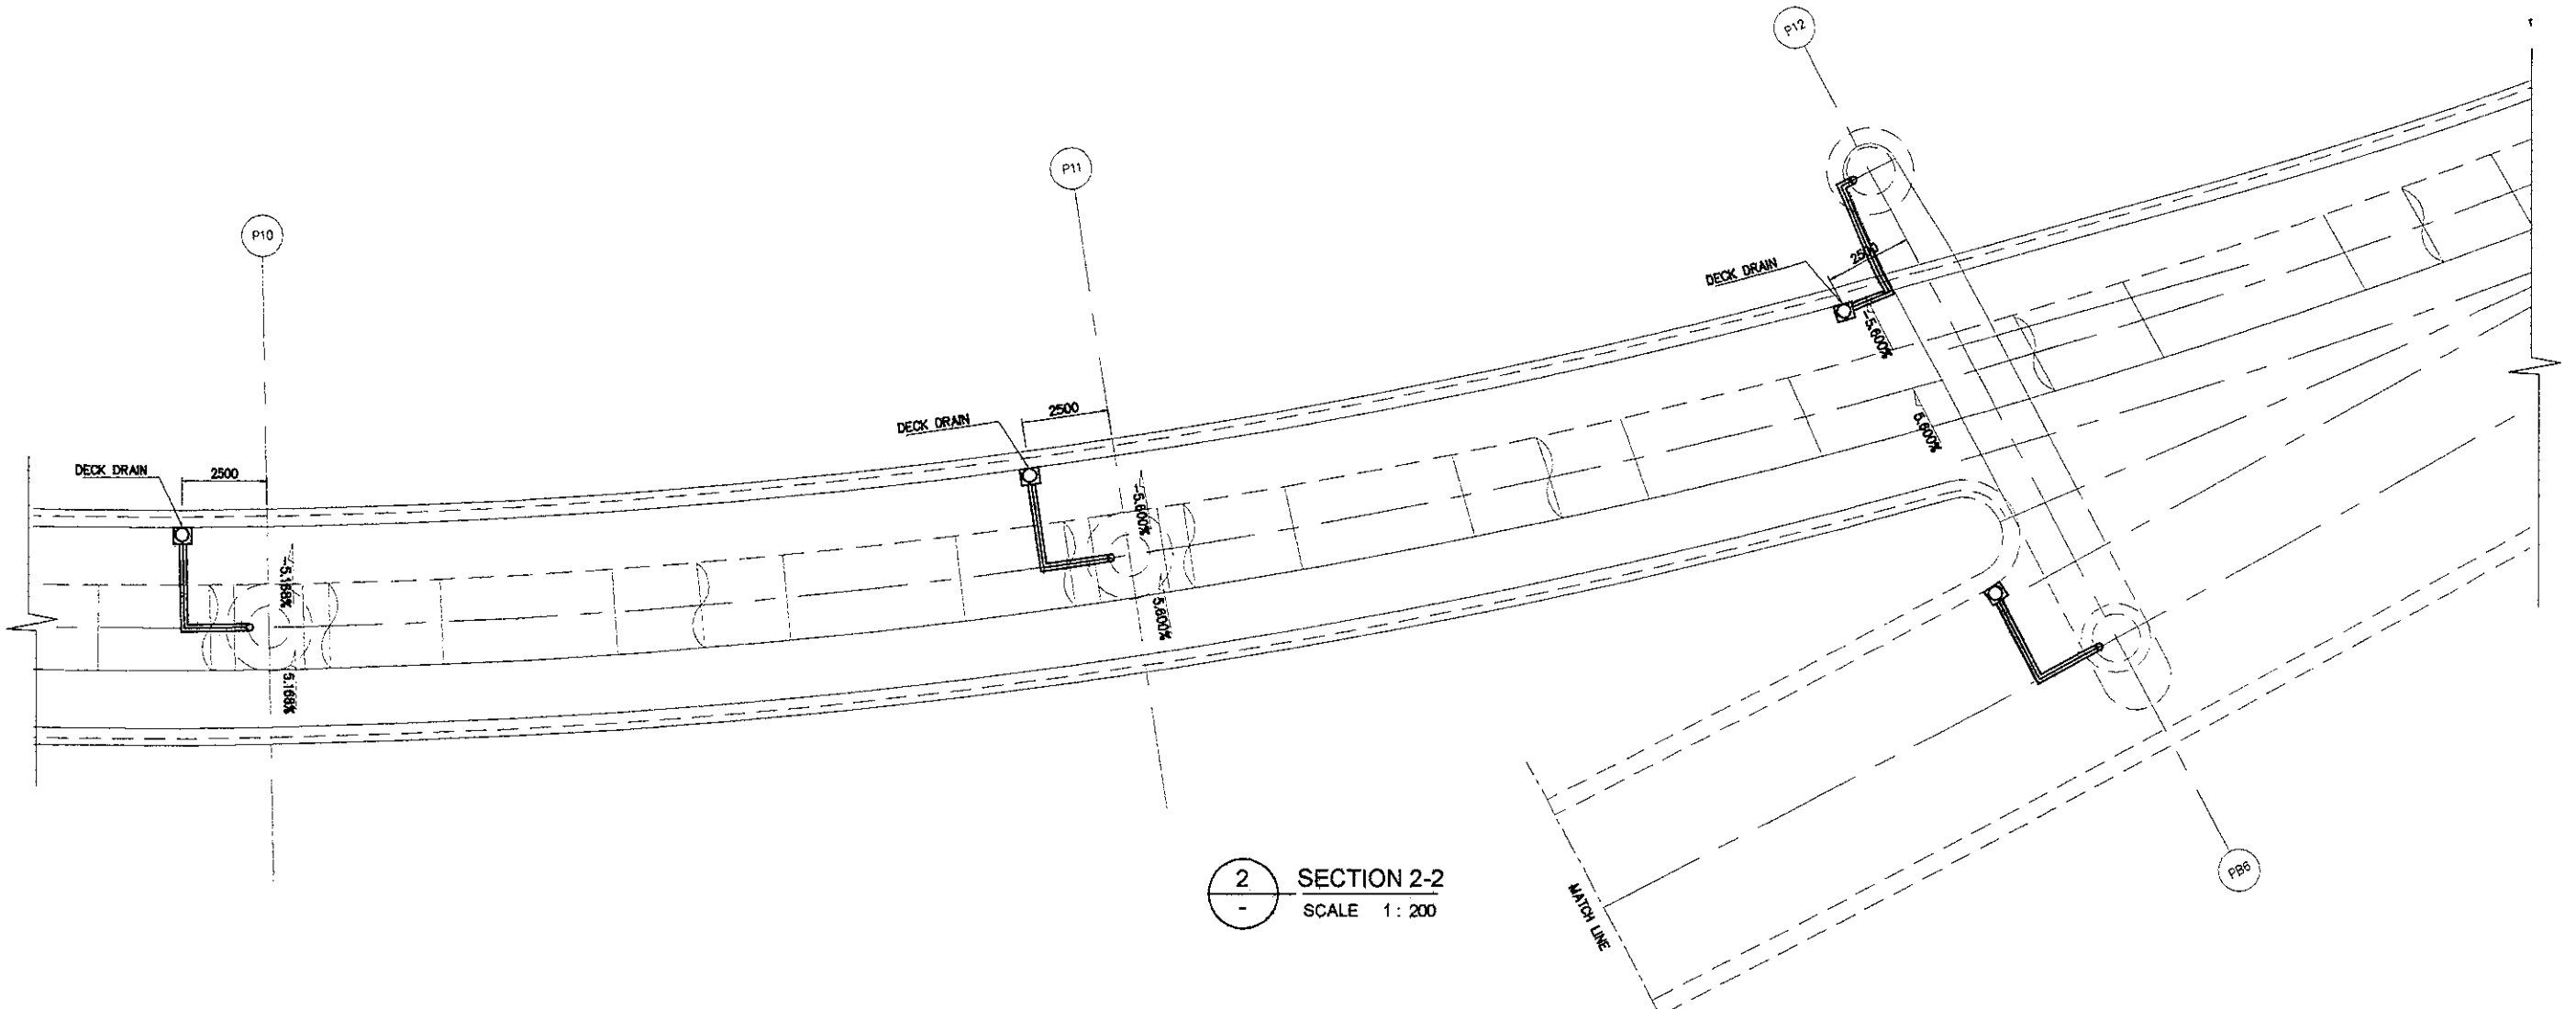 P12
P11
P10
DECK DRAIN
2500
-5.600%
5.600%
DECK DRAIN
2500
-5.600%
5.600%
DECK DRAIN
2500
-5.168%
5.168%
2
-
SECTION 2-2
SCALE 1 : 200
MATCH LINE
PB6